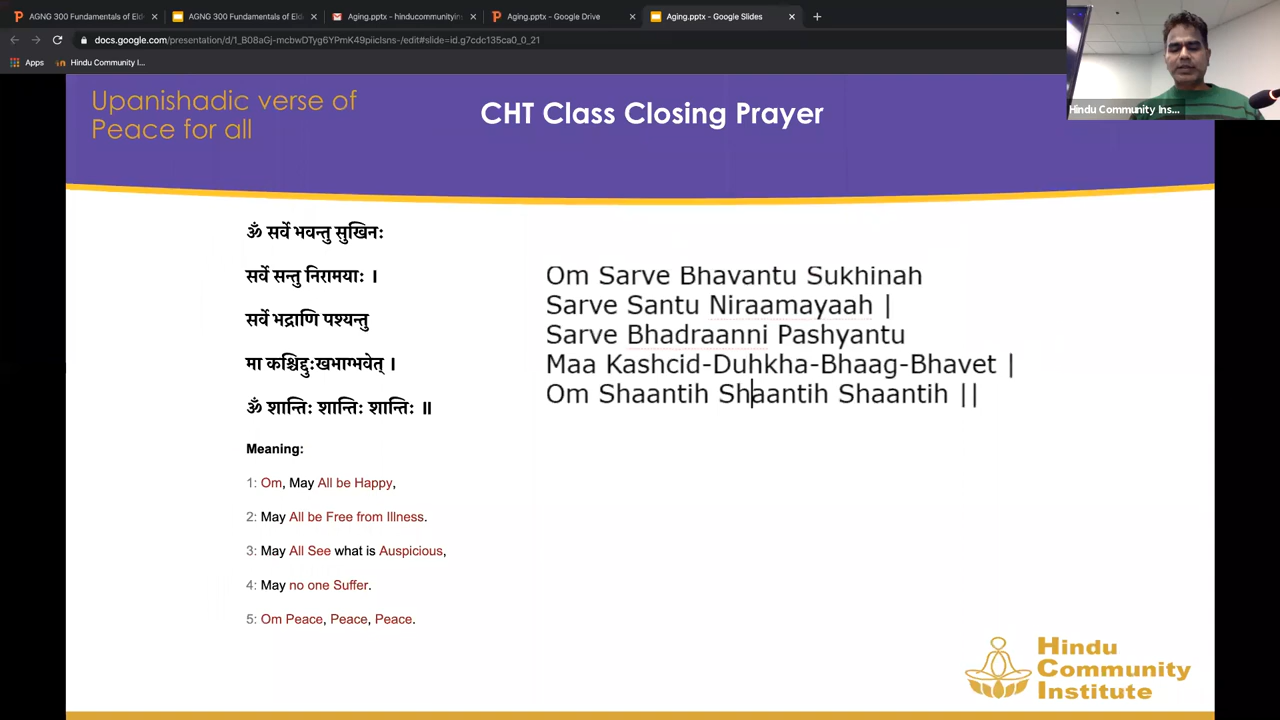 AGNG 300 Fundamentals of Eld
AGNG 300 Fundamentals of Eld
Aging.pptx - hinducommunityin
Aging.pptx - Google Drive
Aging.pptx - Google Slides
docs.google.com/presentation/d/1_B08aGj-mcbwDTyg6YPmK49piiclsns-/edit#slide=id.g7cdc135ca0_0_21
Apps
Hindu Community I...
Hindu Community Ins...
Upanishadic verse of
Peace for all
CHT Class Closing Prayer
ॐ सर्वे भवन्तु सुखिनः
सर्वे सन्तु निरामयाः ।
सर्वे भद्राणि पश्यन्तु
मा कश्चिद्दुःखभाग्भवेत् ।
ॐ शान्तिः शान्तिः शान्तिः ॥
Om Sarve Bhavantu Sukhinah
Sarve Santu Niraamayaah |
Sarve Bhadraanni Pashyantu
Maa Kashcid-Duhkha-Bhaag-Bhavet |
Om Shaantih Shaantih Shaantih ||
Meaning:
1: Om, May All be Happy,
2: May All be Free from Illness.
3: May All See what is Auspicious,
4: May no one Suffer.
5: Om Peace, Peace, Peace.
Hindu
Community
Institute